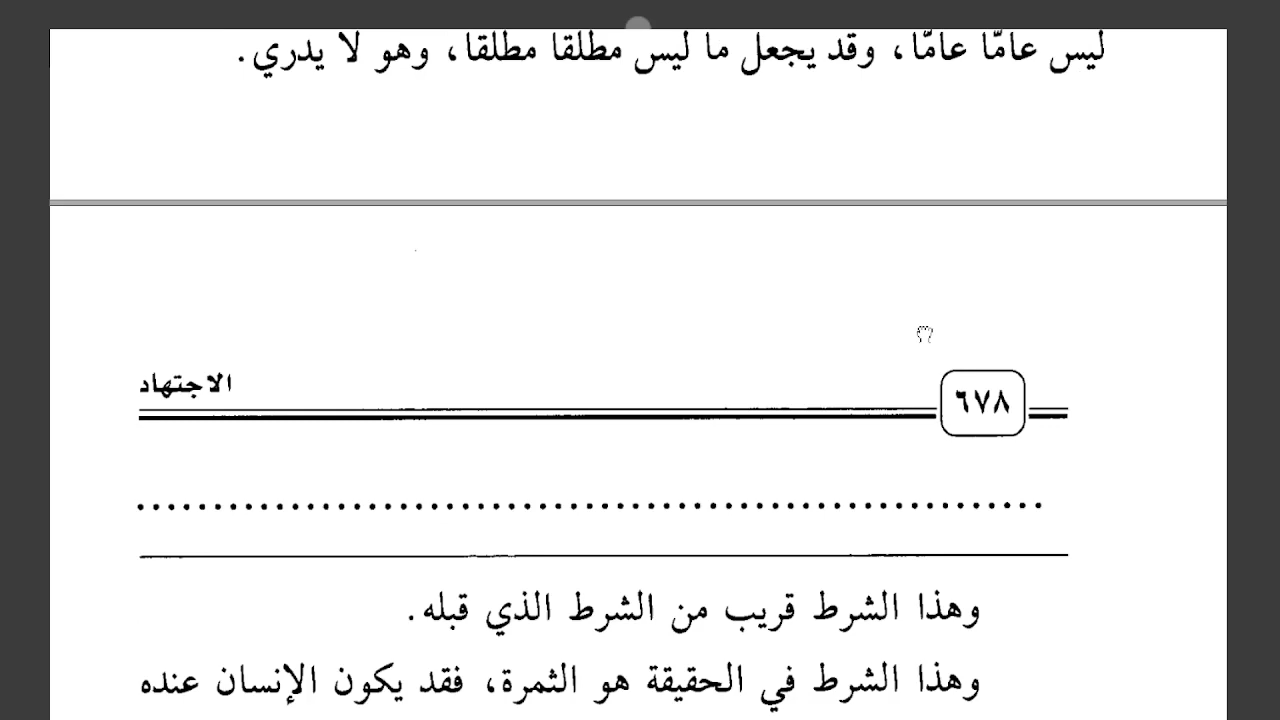 ليس عامًّا عامًّا، وقد يجعل ما ليس مطلقا مطلقا، وهو لا يدري.
٦٧٨
الاجتهاد
..........................................................
وهذا الشرط قريب من الشرط الذي قبله.
وهذا الشرط في الحقيقة هو الثمرة، فقد يكون الإنسان عنده